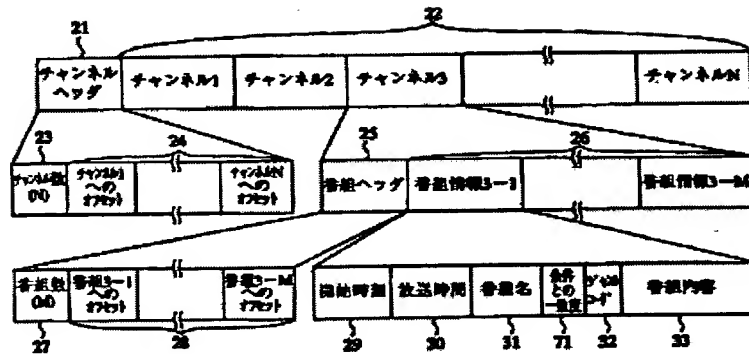 21
22
チャンネル
ヘッダ
チャンネル1
チャンネル2
チャンネル3
チャンネルN
23
24
25
26
チャンネル数
(N)
チャンネル1
への
オフセット
チャンネルN
への
オフセット
番組ヘッダ
番組情報3-1
番組情報3-M
番組数
(M)
番組3-1
への
オフセット
番組3-M
への
オフセット
開始時刻
放送時間
番組名
条件
との
一致度
コード
番組内容
27
28
29
30
31
71
32
33